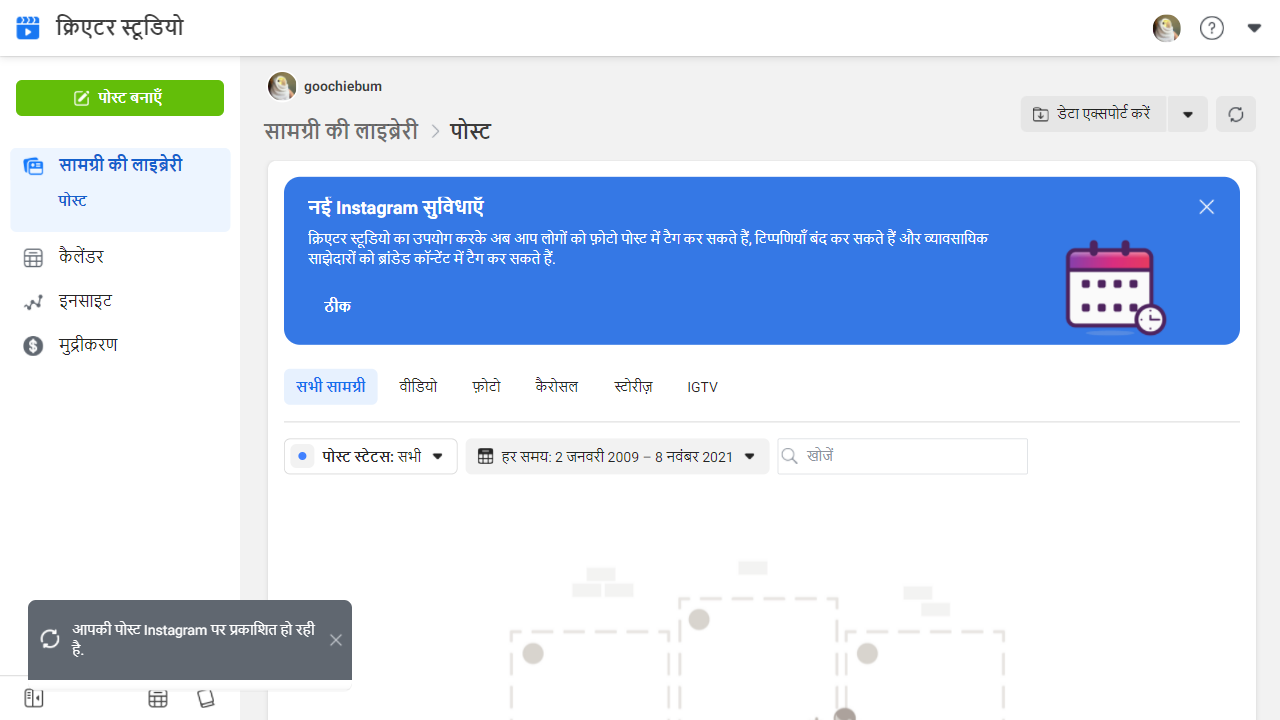 क्रिएटर स्टूडियो
पोस्ट बनाएँ
सामग्री की लाइब्रेरी
पोस्ट
कैलेंडर
इनसाइट
मुद्रीकरण
goochiebum
सामग्री की लाइब्रेरी > पोस्ट
डेटा एक्सपोर्ट करें
नई Instagram सुविधाएँ
क्रिएटर स्टूडियो का उपयोग करके अब आप लोगों को फ़ोटो पोस्ट में टैग कर सकते हैं, टिप्पणियाँ बंद कर सकते हैं और व्यावसायिक
साझेदारों को ब्रांडेड कॉन्टेंट में टैग कर सकते हैं.
ठीक
सभी सामग्री वीडियो फ़ोटो कैरोसल स्टोरीज़ IGTV
पोस्ट स्टेटस: सभी हर समय: 2 जनवरी 2009 – 8 नवंबर 2021 खोजें
आपकी पोस्ट Instagram पर प्रकाशित हो रही
है.